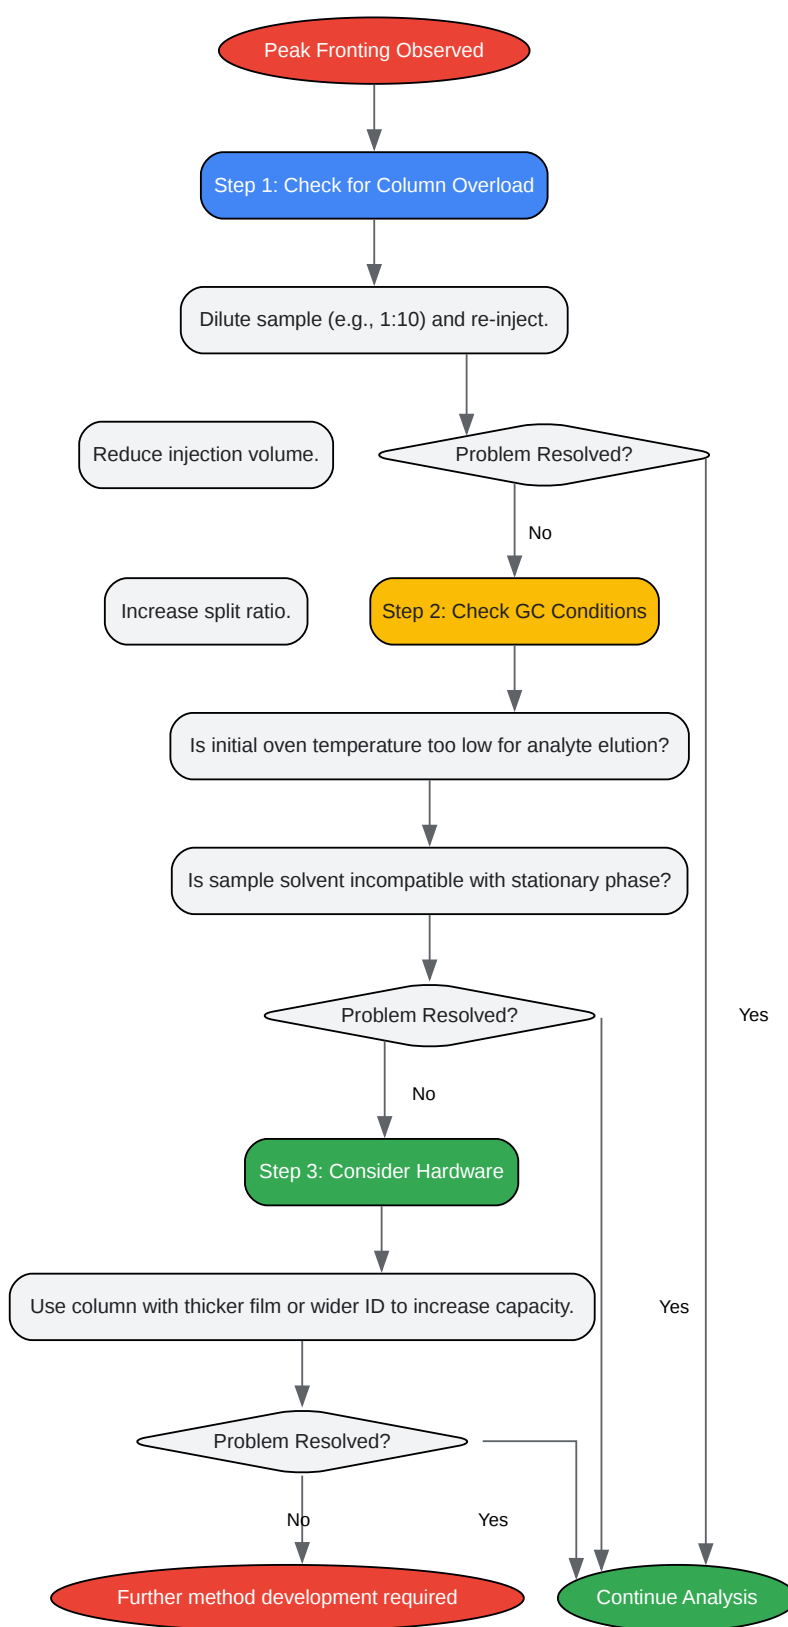 Peak Fronting Observed
Step 1: Check for Column Overload
Dilute sample (e.g., 1:10) and re-inject.
Reduce injection volume.
Problem Resolved?
No
Increase split ratio.
Step 2: Check GC Conditions
Is initial oven temperature too low for analyte elution?
Is sample solvent incompatible with stationary phase?
Problem Resolved?
Yes
No
Step 3: Consider Hardware
Use column with thicker film or wider ID to increase capacity.
Yes
Problem Resolved?
No
Yes
Further method development required
Continue Analysis